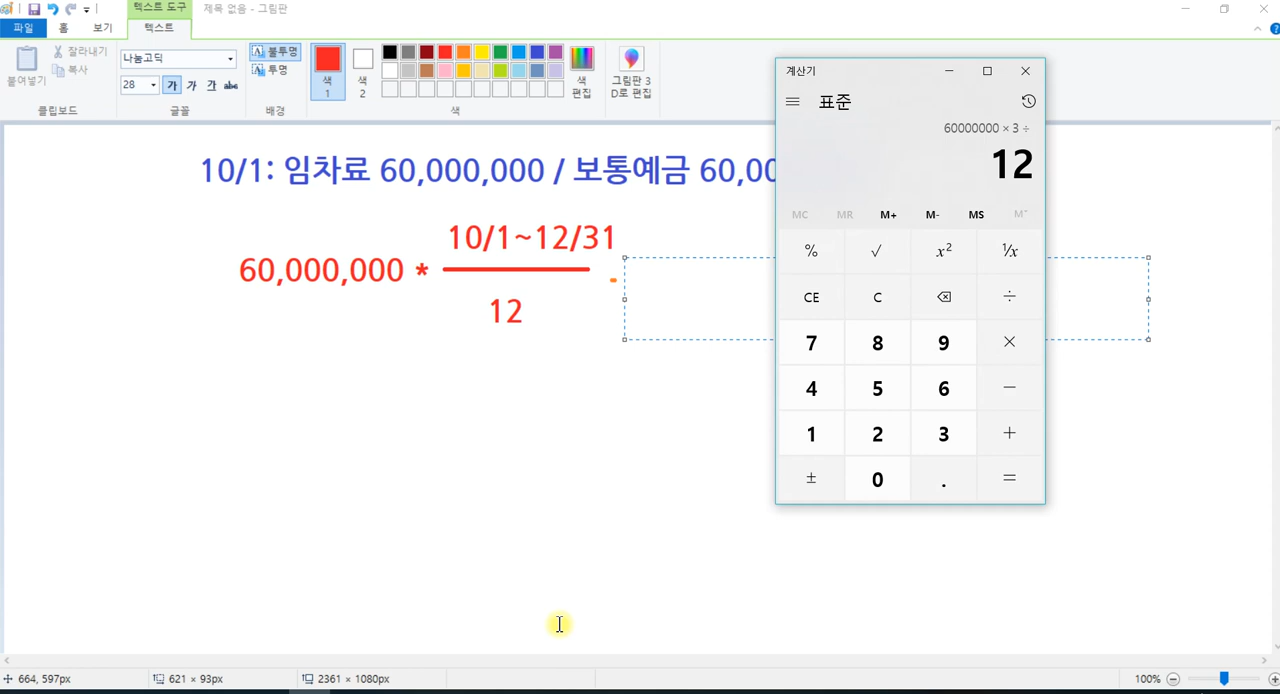 텍스트 도구 제목 없음 - 그림판
파일 홈 보기 텍스트
붙여넣기 잘라내기 복사 클립보드
나눔고딕
28 가 가 가 abc
글꼴
불투명
투명
배경
색 1
색 2
색
색 편집
그림판 3D로 편집
10/1: 임차료 60,000,000 / 보통예금 60,00
60,000,000 * 10/1~12/31
12
계산기
표준
60000000 × 3 ÷
12
MC MR M+ M- MS M˅
% √ x² ¹/x
CE C ⌫ ÷
7 8 9 ×
4 5 6 −
1 2 3 +
± 0 . =
664, 597px 621 × 93px 2361 × 1080px 100%